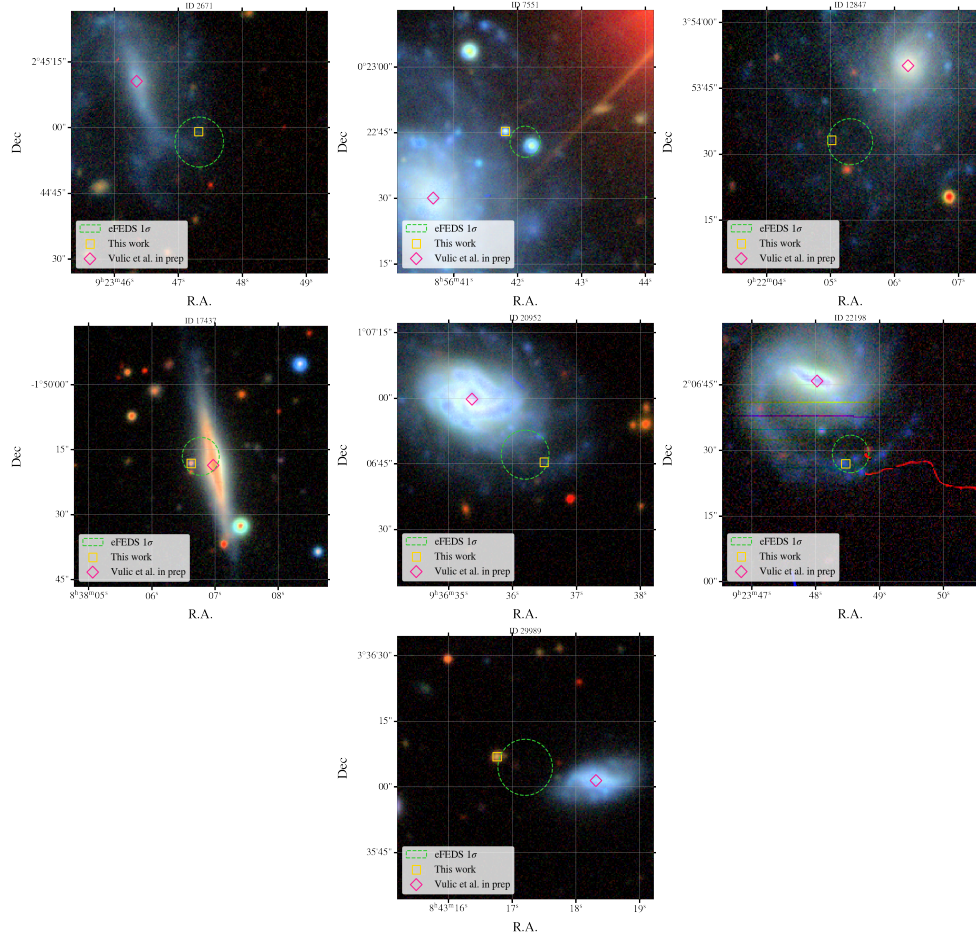 ID 2671
Dec
2°45'15"
00"
44'45"
30"
eFEDS 1σ
This work
Vulic et al. in prep
9ʰ23ᵐ46ˢ 47ˢ 48ˢ 49ˢ
R.A.
ID 7551
Dec
0°23'00"
22'45"
30"
15"
eFEDS 1σ
This work
Vulic et al. in prep
8ʰ56ᵐ41ˢ 42ˢ 43ˢ 44ˢ
R.A.
ID 12847
Dec
3°54'00"
53'45"
30"
15"
eFEDS 1σ
This work
Vulic et al. in prep
9ʰ22ᵐ04ˢ 05ˢ 06ˢ 07ˢ
R.A.
ID 17437
Dec
-1°50'00"
15"
30"
45"
eFEDS 1σ
This work
Vulic et al. in prep
8ʰ38ᵐ05ˢ 06ˢ 07ˢ 08ˢ
R.A.
ID 20952
Dec
1°07'15"
00"
06'45"
30"
eFEDS 1σ
This work
Vulic et al. in prep
9ʰ36ᵐ35ˢ 36ˢ 37ˢ 38ˢ
R.A.
ID 22198
Dec
2°06'45"
30"
15"
00"
eFEDS 1σ
This work
Vulic et al. in prep
9ʰ23ᵐ47ˢ 48ˢ 49ˢ 50ˢ
R.A.
ID 29989
Dec
3°36'30"
15"
00"
35'45"
eFEDS 1σ
This work
Vulic et al. in prep
8ʰ43ᵐ16ˢ 17ˢ 18ˢ 19ˢ
R.A.